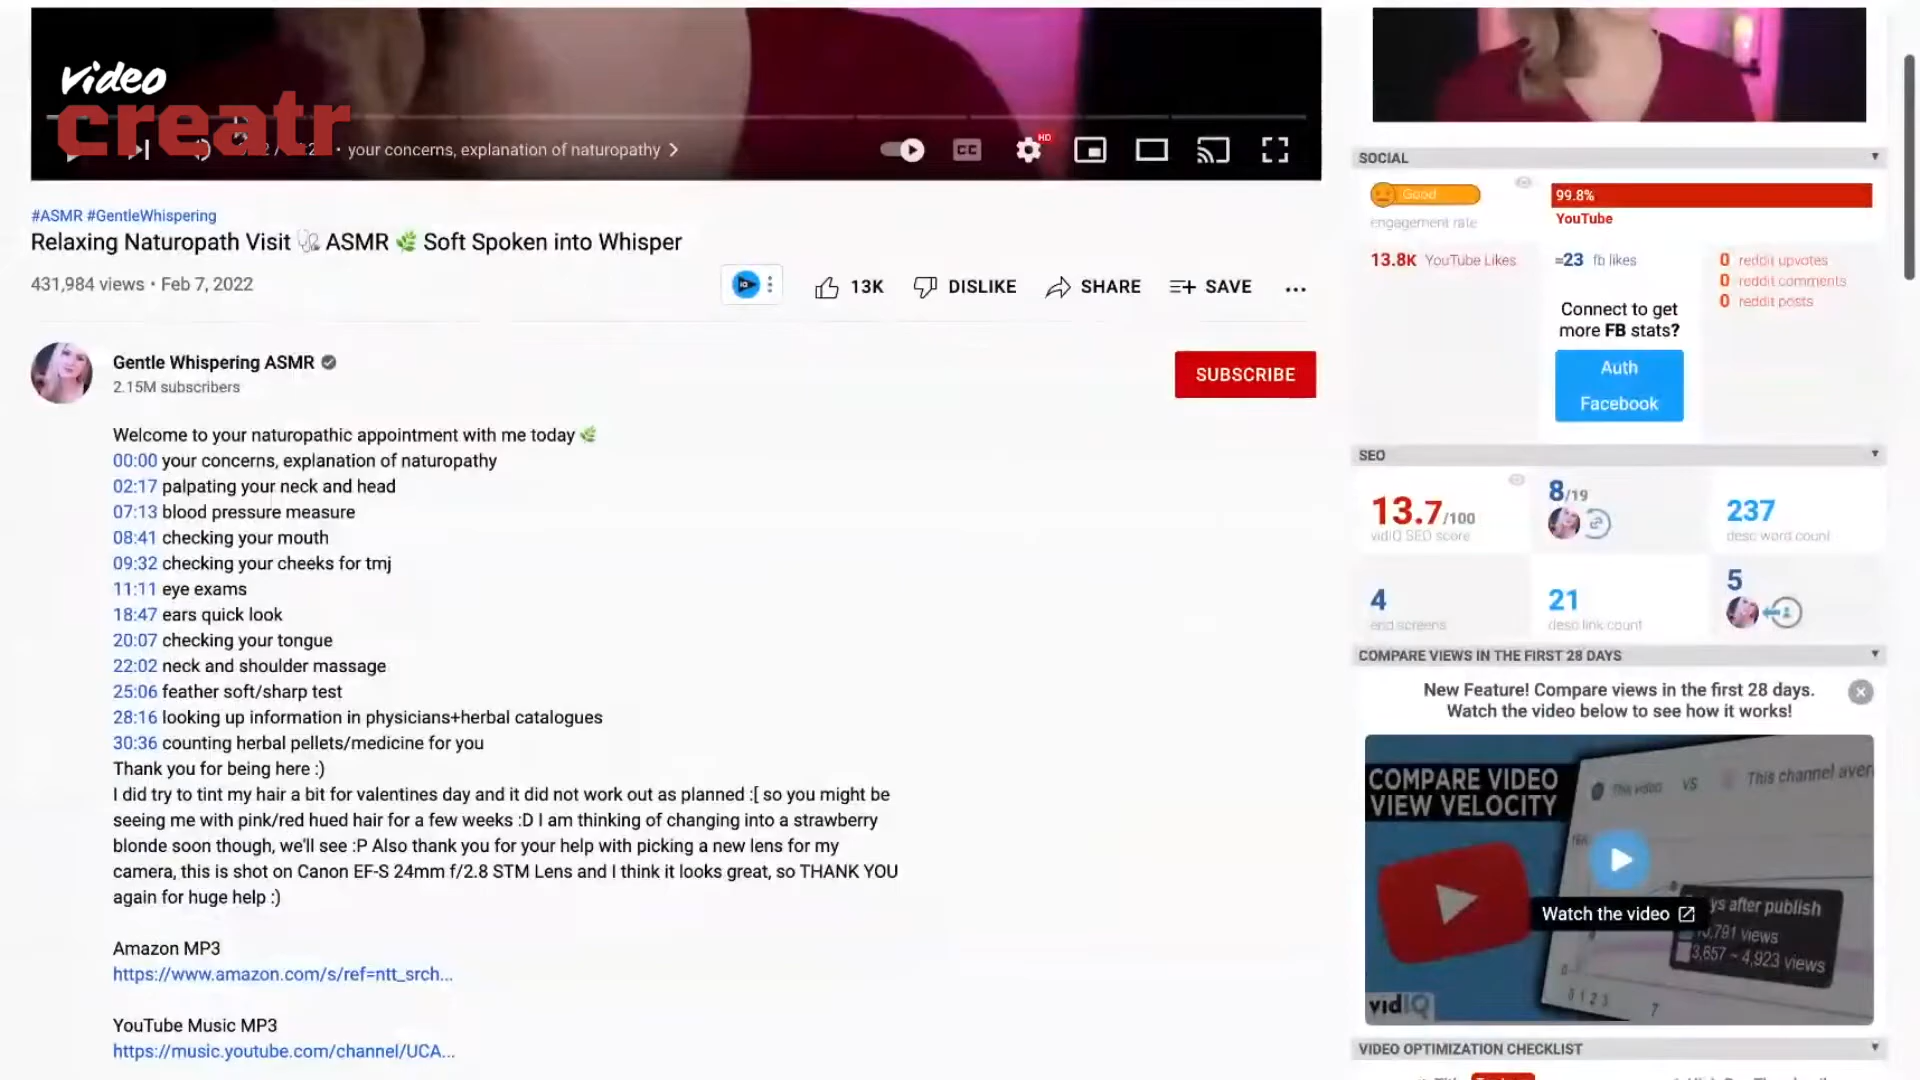 video
creatr
your concerns, explanation of naturopathy
CC
HD
#ASMR #GentleWhispering
Relaxing Naturopath Visit 🩺 ASMR 🌿 Soft Spoken into Whisper
431,984 views • Feb 7, 2022
13K
DISLIKE
SHARE
SAVE
Gentle Whispering ASMR
2.15M subscribers
SUBSCRIBE
Welcome to your naturopathic appointment with me today 🌿
00:00 your concerns, explanation of naturopathy
02:17 palpating your neck and head
07:13 blood pressure measure
08:41 checking your mouth
09:32 checking your cheeks for tmj
11:11 eye exams
18:47 ears quick look
20:07 checking your tongue
22:02 neck and shoulder massage
25:06 feather soft/sharp test
28:16 looking up information in physicians+herbal catalogues
30:36 counting herbal pellets/medicine for you
Thank you for being here :)
I did try to tint my hair a bit for valentines day and it did not work out as planned :[ so you might be
seeing me with pink/red hued hair for a few weeks :D I am thinking of changing into a strawberry
blonde soon though, we'll see :P Also thank you for your help with picking a new lens for my
camera, this is shot on Canon EF-S 24mm f/2.8 STM Lens and I think it looks great, so THANK YOU
again for huge help :)
Amazon MP3
https://www.amazon.com/s/ref=ntt_srch...
YouTube Music MP3
https://music.youtube.com/channel/UCA...
SOCIAL
Good
engagement rate
99.8%
YouTube
13.8K YouTube Likes
=23 fb likes
0 reddit upvotes
0 reddit comments
0 reddit posts
Connect to get
more FB stats?
Auth
Facebook
SEO
13.7/100
vidIQ SEO score
8/19
237
desc word count
4
end screens
21
desc link count
5
COMPARE VIEWS IN THE FIRST 28 DAYS
New Feature! Compare views in the first 28 days.
Watch the video below to see how it works!
COMPARE VIDEO
VIEW VELOCITY
This video VS This channel aver
Watch the video
ys after publish
views
3,657 ~ 4,923 views
0 1 2 3
7
vidIQ
VIDEO OPTIMIZATION CHECKLIST